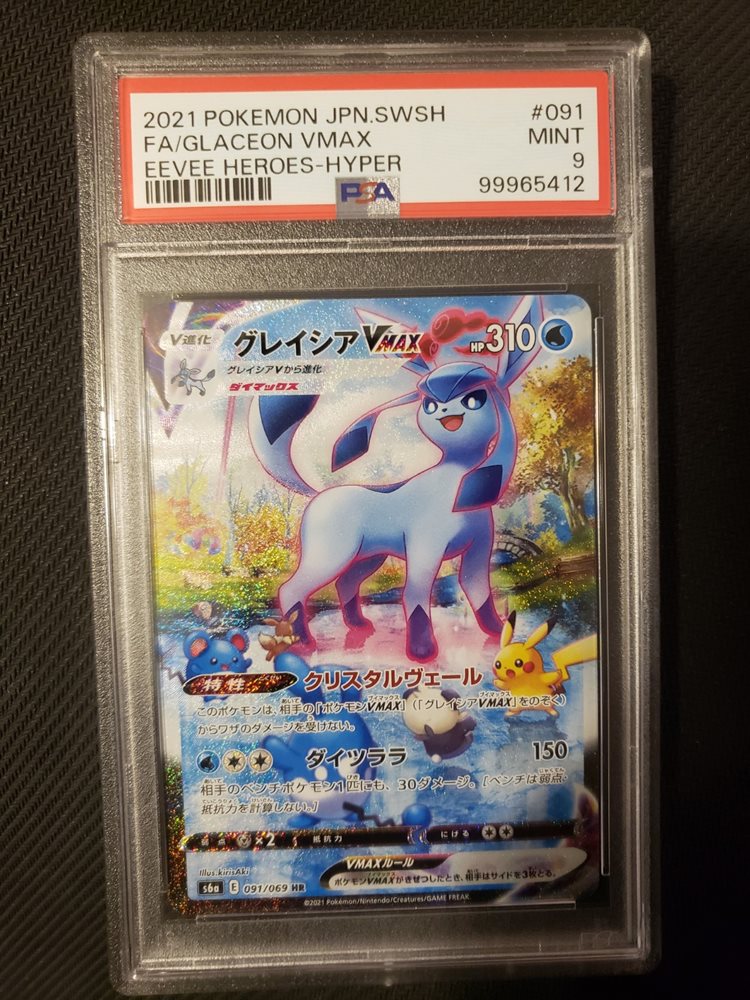 2021 POKEMON JPN.SWSH #091
FA/GLACEON VMAX MINT
EEVEE HEROES-HYPER 9
PSA 99965412
V進化 グレイシアVMAX HP310
グレイシアVから進化
ダイマックス
特性 クリスタルヴェール
このポケモンは、相手の「ポケモンVMAX」(「グレイシアVMAX」をのぞく)
からワザのダメージを受けない。
ダイツララ 150
相手のベンチポケモン1匹にも、30ダメージ。[ベンチは弱点・
抵抗力を計算しない。]
弱点 ×2 抵抗力 にげる
Illus.kirisAki
VMAXルール
ポケモンVMAXがきぜつしたとき、相手はサイドを3枚とる。
s6a E 091/069 HR
©2021 Pokémon/Nintendo/Creatures/GAME FREAK.